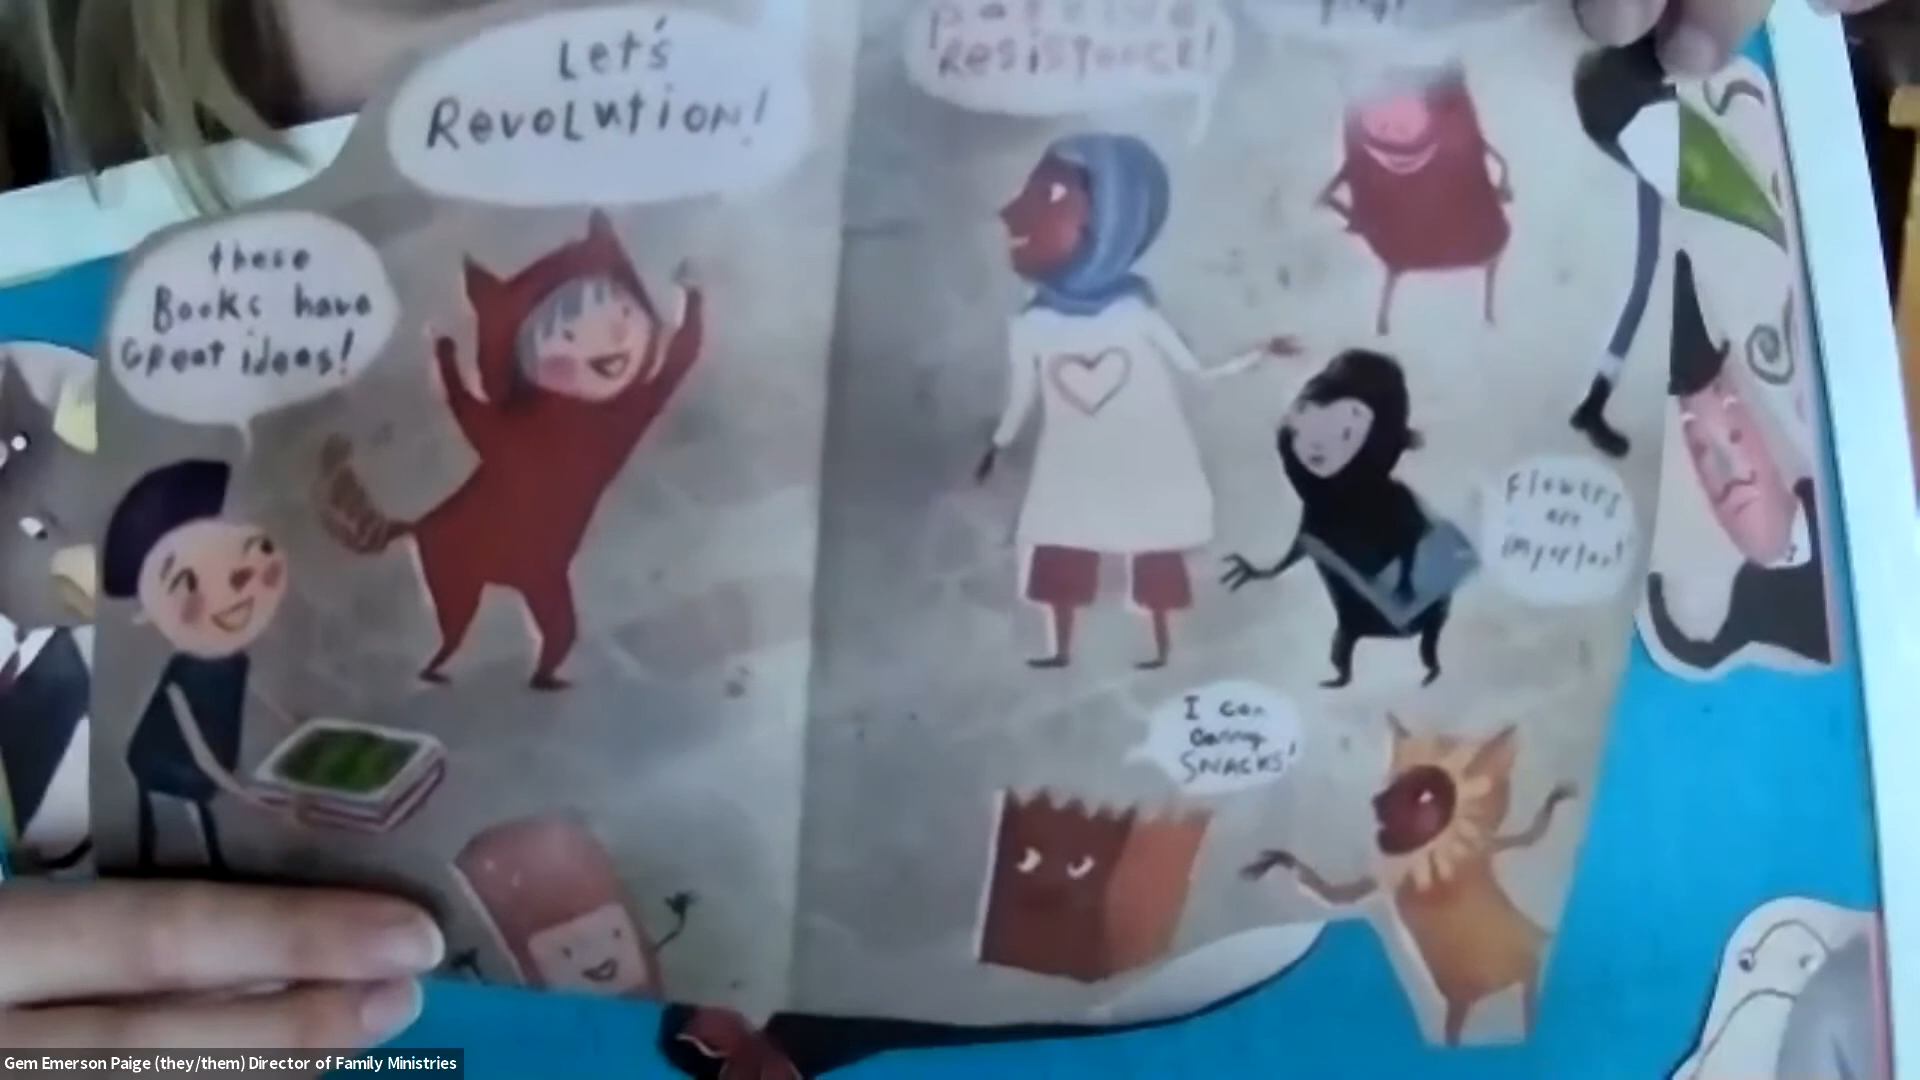 Let's
Revolution!
these
Books have
Great ideas!
passive
Resistance!
Flowers
are
important!
I can
carry
SNACKS!
Gem Emerson Paige (they/them) Director of Family Ministries